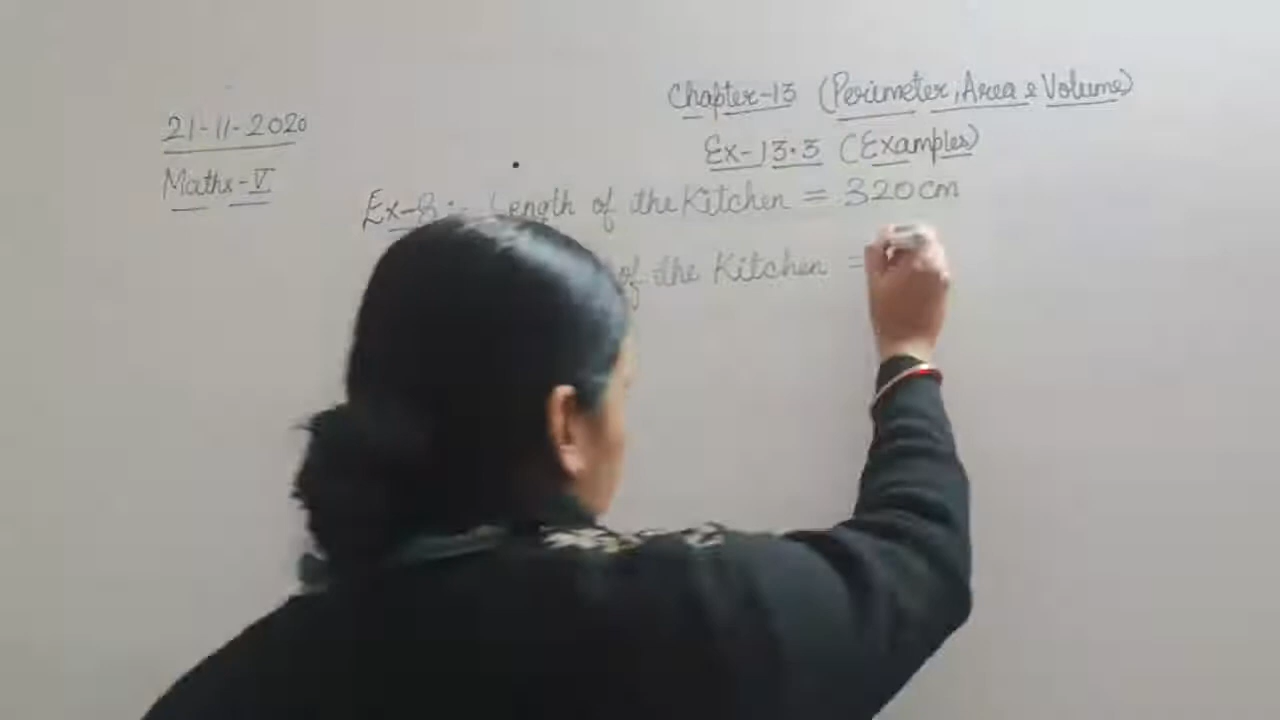 Chapter-13 (Perimeter, Area & Volume)
21-11-2020
Ex-13.3 (Examples)
Maths-V
Ex-8:- Length of the Kitchen = 320cm
of the Kitchen =